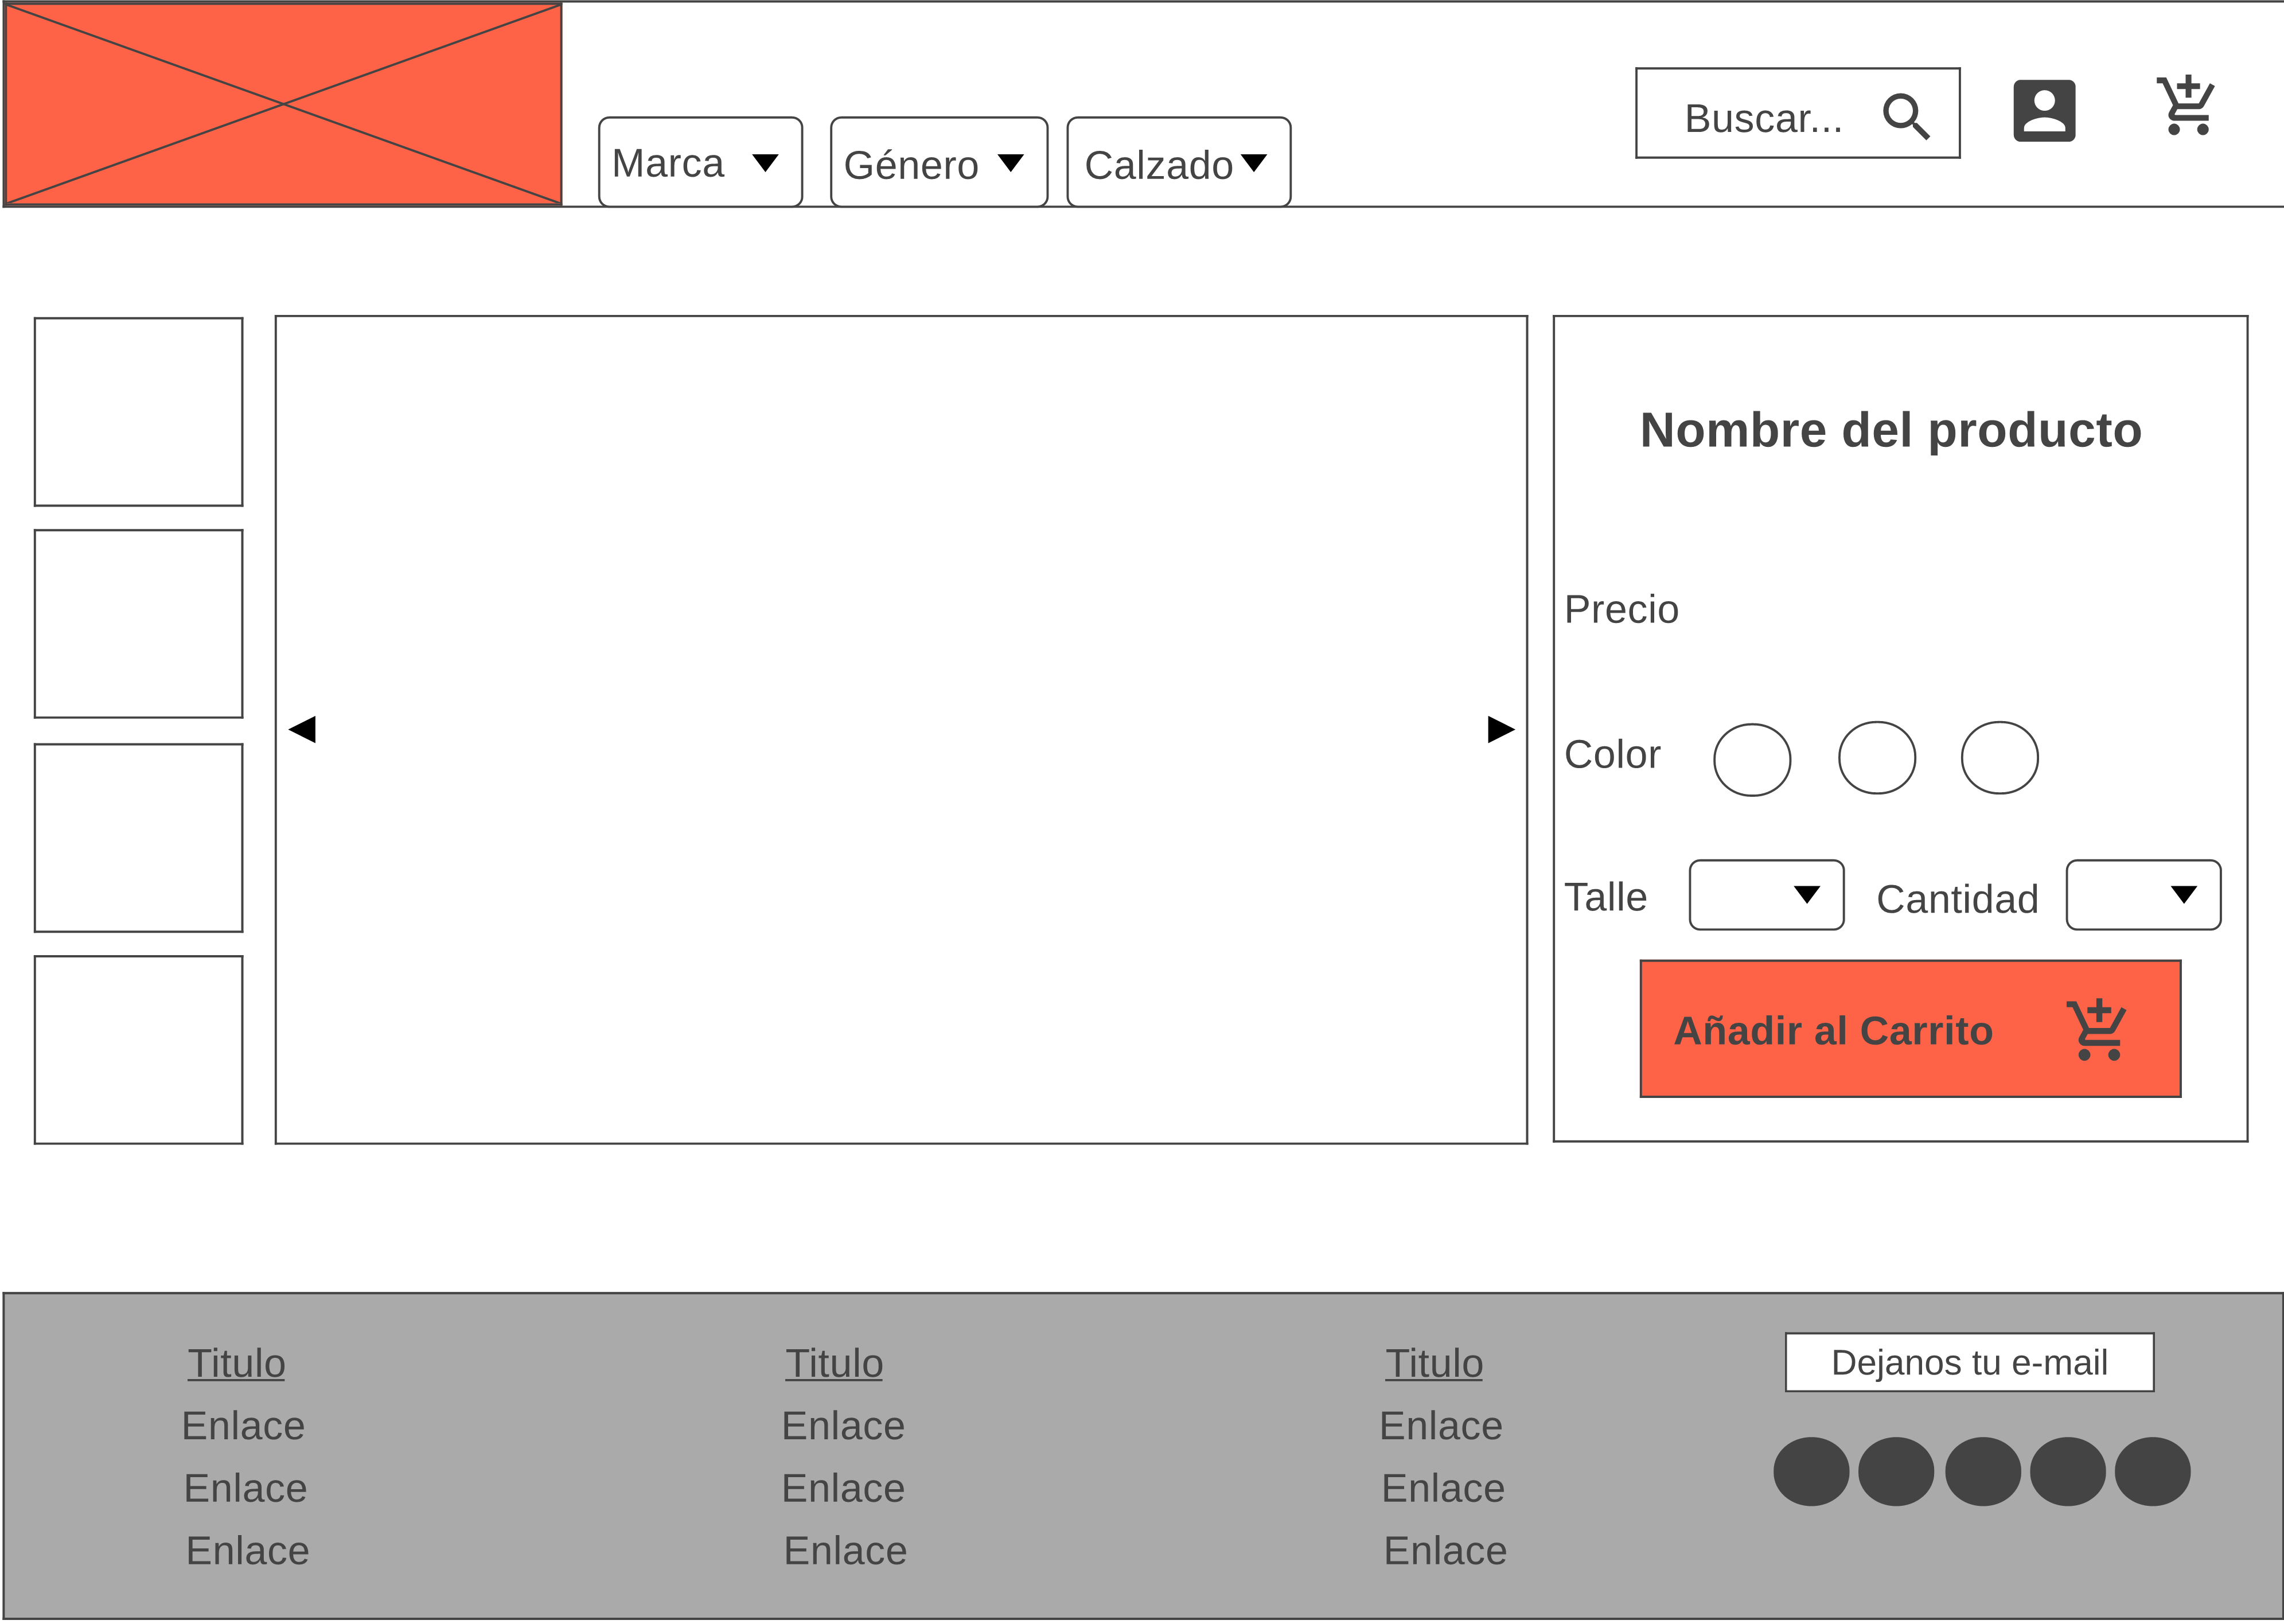 Marca
Género
Calzado
Buscar...
Nombre del producto
Precio
Color
Talle
Cantidad
Añadir al Carrito
Titulo
Enlace
Enlace
Enlace
Titulo
Enlace
Enlace
Enlace
Titulo
Enlace
Enlace
Enlace
Dejanos tu e-mail